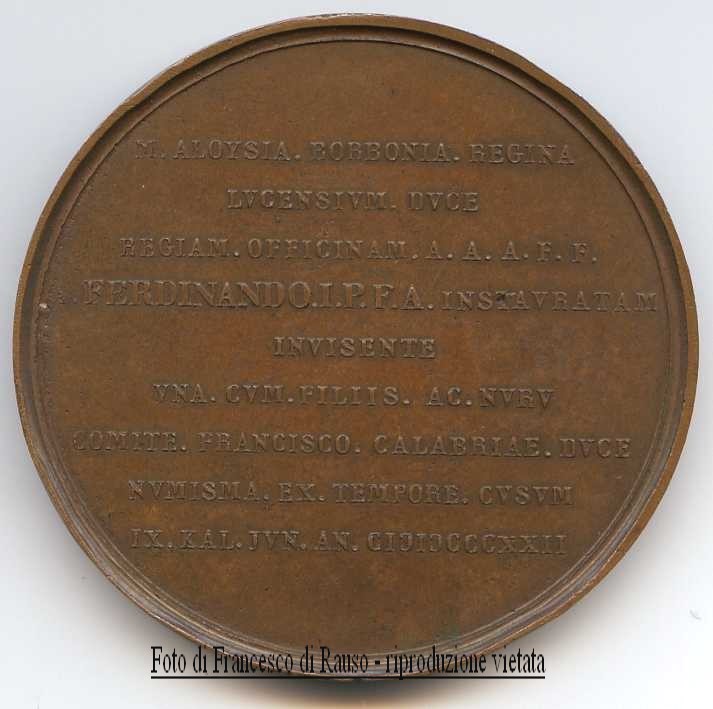 M. ALOYSIA. BORBONIA. REGINA
LVCENSIVM. DVCE
REGIAM. OFFICINAM. A. A. A. F. F.
FERDINANDO. I. P. F. A. INSTAVRATAM
INVISENTE
VNA. CVM. FILIIS. AC. NVRV
COMITE. FRANCISCO. CALABRIAE. DVCE
NVMISMA. EX. TEMPORE. CVSVM
IX. KAL. JVN. AN. CIƆIƆCCCXXII
Foto di Francesco di Rauso - riproduzione vietata